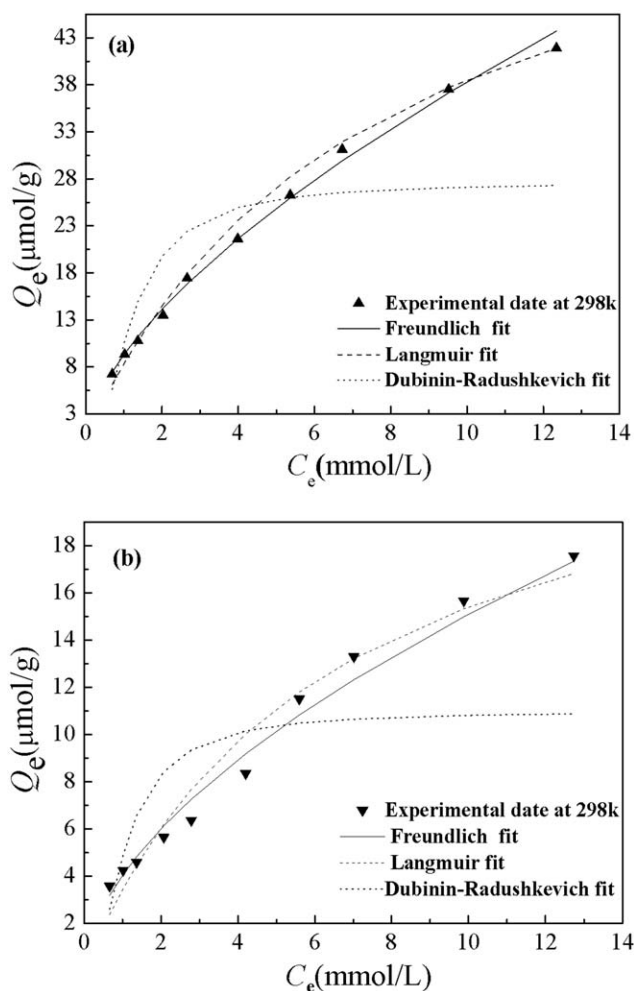 (a)
43
38
33
28
23
18
13
8
3
Qe(μmol/g)
Experimental date at 298k
Freundlich fit
Langmuir fit
Dubinin-Radushkevich fit
0 2 4 6 8 10 12 14
Ce(mmol/L)
(b)
18
16
14
12
10
8
6
4
2
Qe(μmol/g)
Experimental date at 298k
Freundlich fit
Langmuir fit
Dubinin-Radushkevich fit
0 2 4 6 8 10 12 14
Ce(mmol/L)